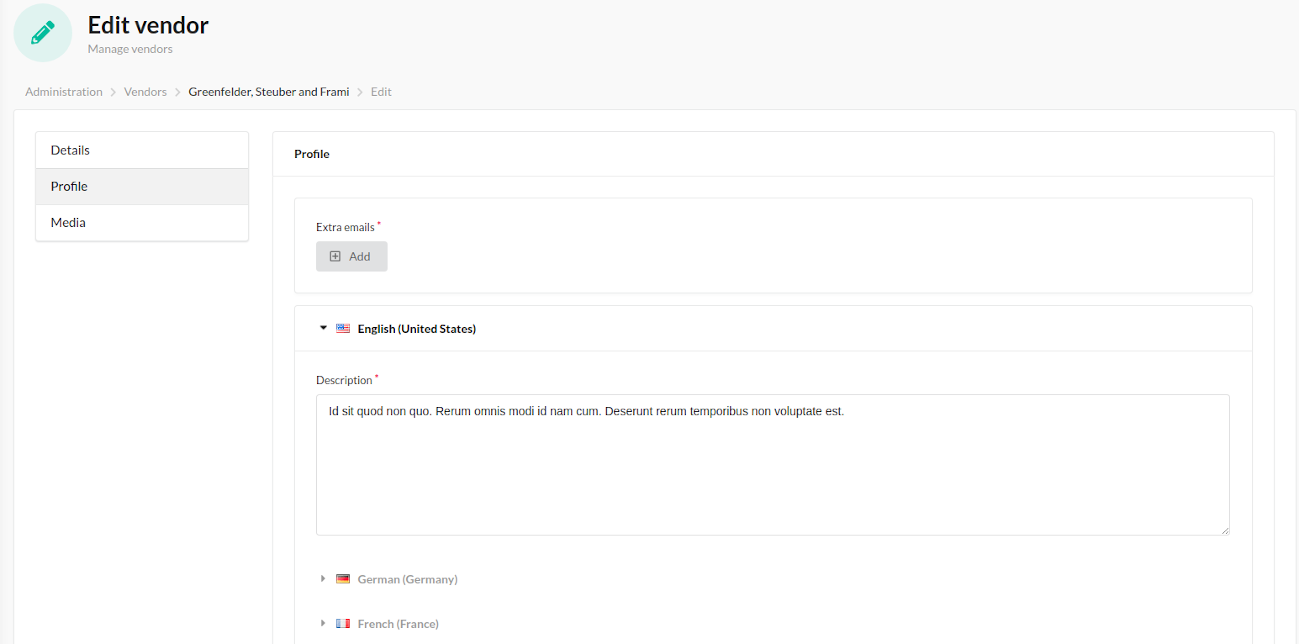 Edit vendor
Manage vendors
Administration > Vendors > Greenfelder, Steuber and Frami > Edit
Details
Profile
Media
Profile
Extra emails *
Add
English (United States)
Description *
Id sit quod non quo. Rerum omnis modi id nam cum. Deserunt rerum temporibus non voluptate est.
German (Germany)
French (France)